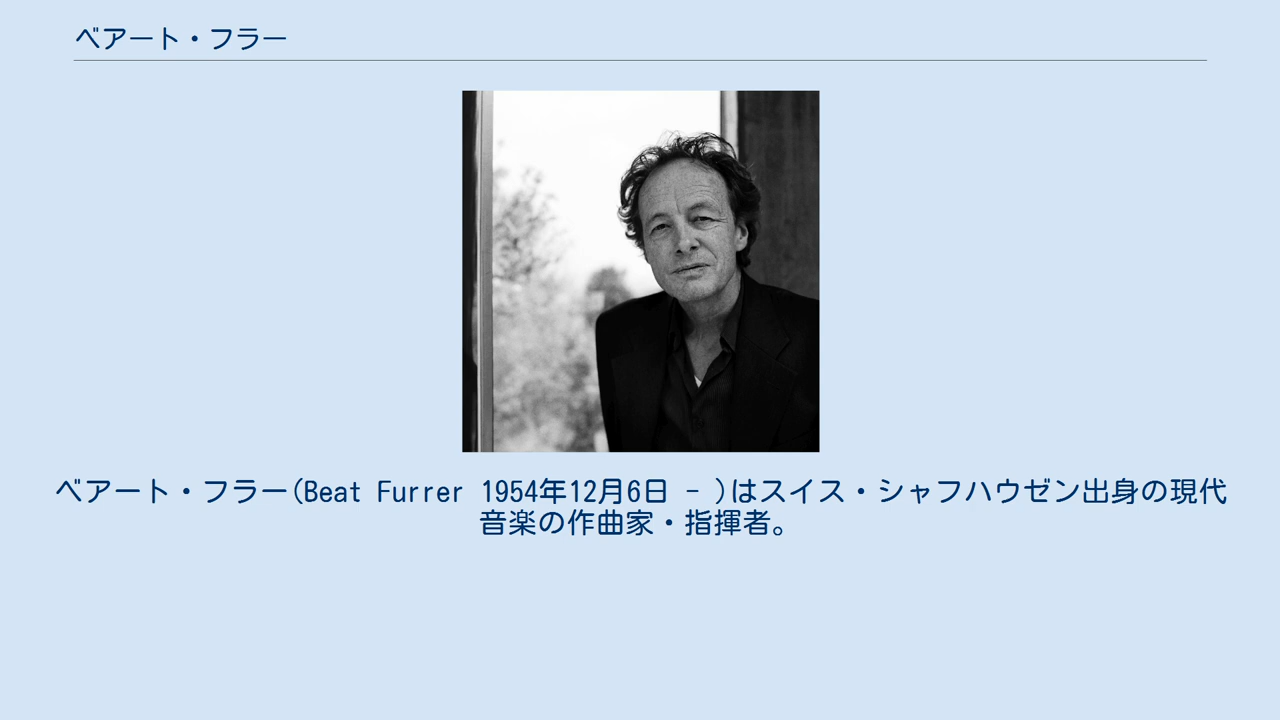 ベアート・フラー
ベアート・フラー(Beat Furrer 1954年12月6日 - )はスイス・シャフハウゼン出身の現代
音楽の作曲家・指揮者。